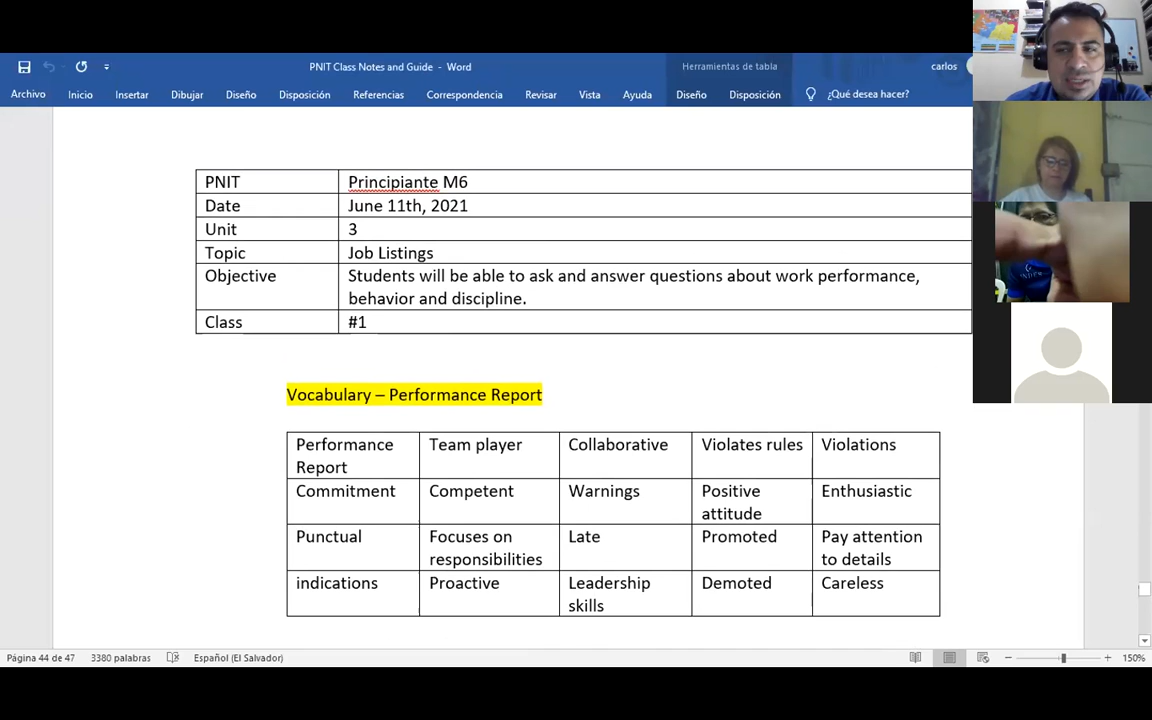 PNIT Class Notes and Guide - Word
Herramientas de tabla
carlos
Archivo Inicio Insertar Dibujar Diseño Disposición Referencias Correspondencia Revisar Vista Ayuda Diseño Disposición ¿Qué desea hacer?
PNIT Principiante M6
Date June 11th, 2021
Unit 3
Topic Job Listings
Objective Students will be able to ask and answer questions about work performance,
behavior and discipline.
Class #1
Vocabulary – Performance Report
Performance Team player Collaborative Violates rules Violations
Report
Commitment Competent Warnings Positive Enthusiastic
attitude
Punctual Focuses on Late Promoted Pay attention
responsibilities to details
indications Proactive Leadership Demoted Careless
skills
Página 44 de 47 3380 palabras Español (El Salvador) 150%